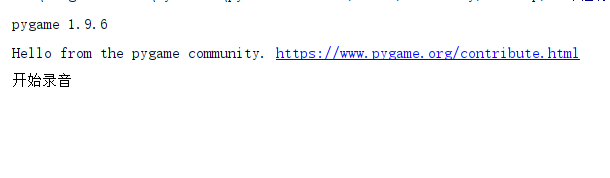 pygame 1.9.6
Hello from the pygame community. https://www.pygame.org/contribute.html
开始录音